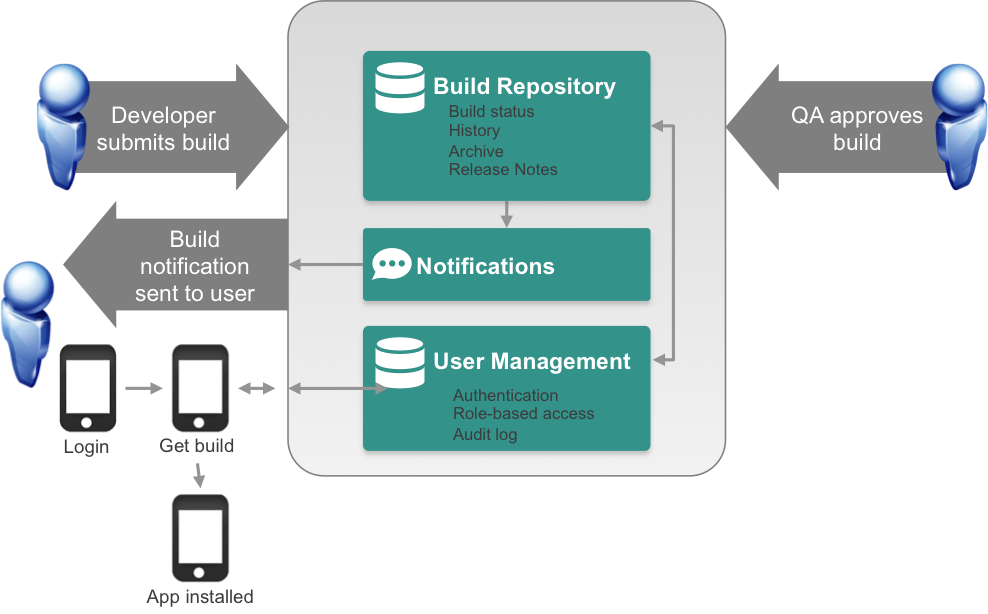 Developer
submits build
Build Repository
Build status
History
Archive
Release Notes
QA approves
build
Build
notification
sent to user
Notifications
User Management
Authentication
Role-based access
Audit log
Login
Get build
App installed